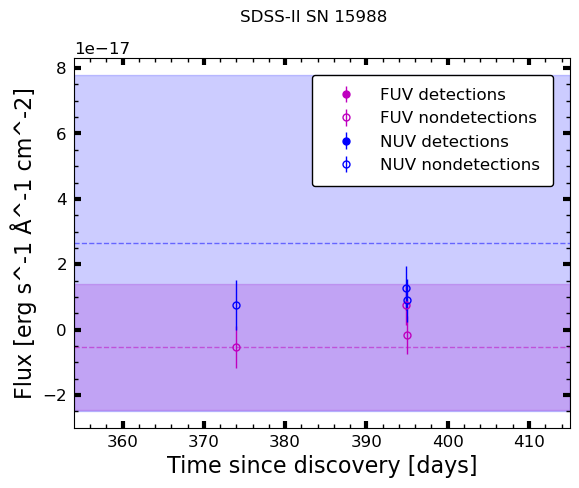 SDSS-II SN 15988
1e−17
8
6
4
2
0
−2
FUV detections
FUV nondetections
NUV detections
NUV nondetections
Flux [erg s^-1 Å^-1 cm^-2]
360 370 380 390 400 410
Time since discovery [days]